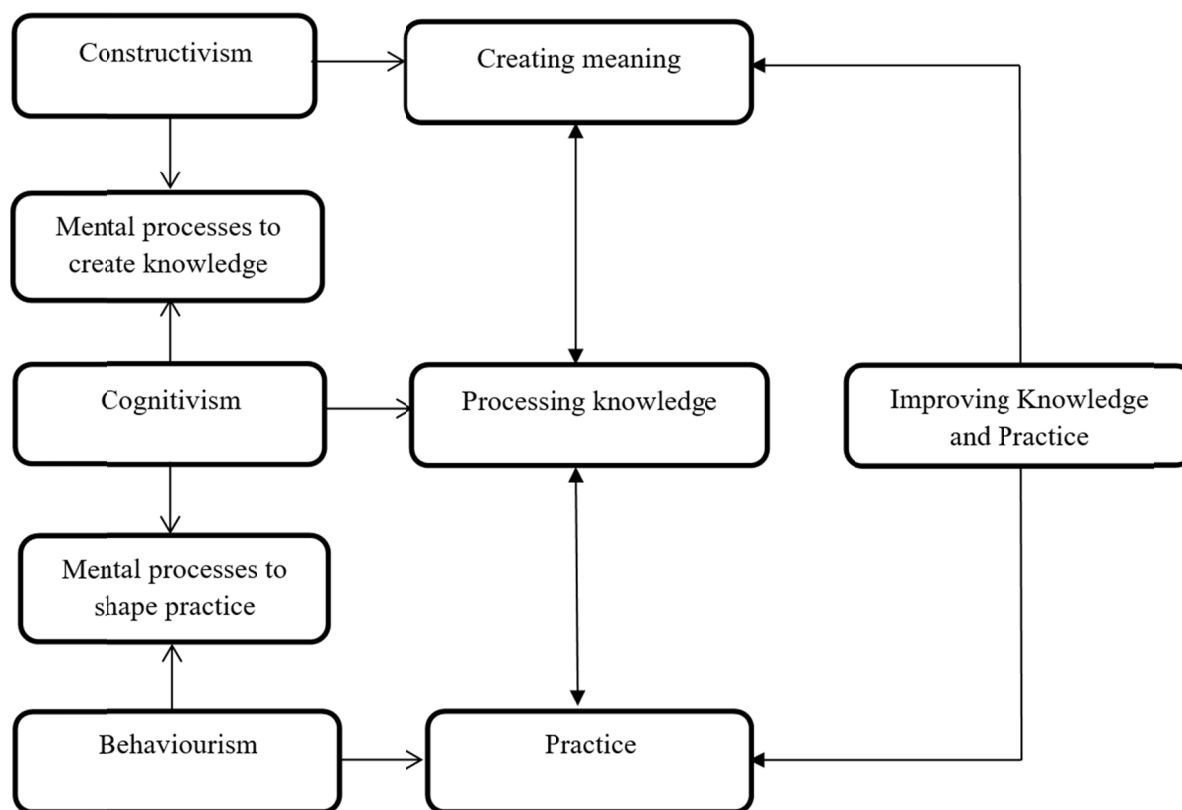 Constructivism
Creating meaning
Mental processes to
create knowledge
Cognitivism
Processing knowledge
Improving Knowledge
and Practice
Mental processes to
shape practice
Behaviourism
Practice